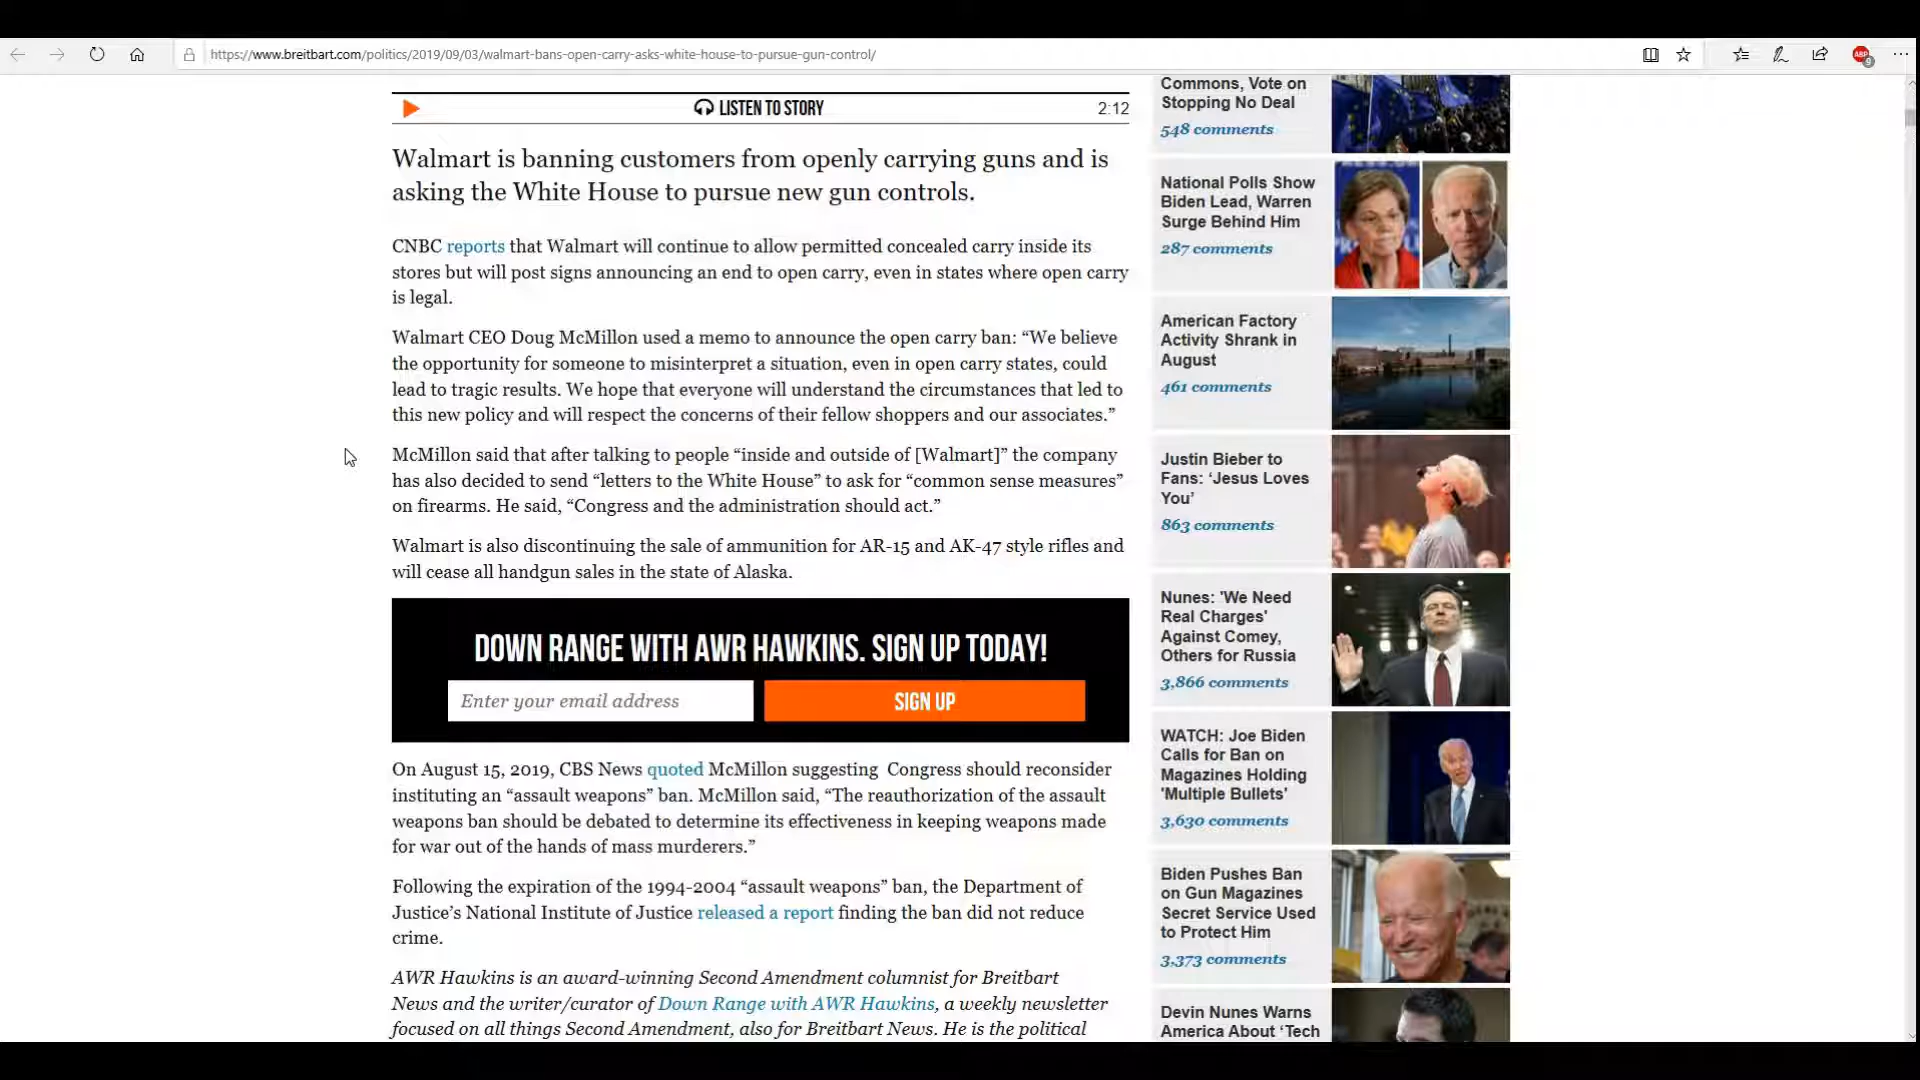 https://www.breitbart.com/politics/2019/09/03/walmart-bans-open-carry-asks-white-house-to-pursue-gun-control/
ABP
9
LISTEN TO STORY
2:12
Walmart is banning customers from openly carrying guns and is
asking the White House to pursue new gun controls.
CNBC reports that Walmart will continue to allow permitted concealed carry inside its
stores but will post signs announcing an end to open carry, even in states where open carry
is legal.
Walmart CEO Doug McMillon used a memo to announce the open carry ban: “We believe
the opportunity for someone to misinterpret a situation, even in open carry states, could
lead to tragic results. We hope that everyone will understand the circumstances that led to
this new policy and will respect the concerns of their fellow shoppers and our associates.”
McMillon said that after talking to people “inside and outside of [Walmart]” the company
has also decided to send “letters to the White House” to ask for “common sense measures”
on firearms. He said, “Congress and the administration should act.”
Walmart is also discontinuing the sale of ammunition for AR-15 and AK-47 style rifles and
will cease all handgun sales in the state of Alaska.
DOWN RANGE WITH AWR HAWKINS. SIGN UP TODAY!
Enter your email address
SIGN UP
On August 15, 2019, CBS News quoted McMillon suggesting Congress should reconsider
instituting an “assault weapons” ban. McMillon said, “The reauthorization of the assault
weapons ban should be debated to determine its effectiveness in keeping weapons made
for war out of the hands of mass murderers.”
Following the expiration of the 1994-2004 “assault weapons” ban, the Department of
Justice’s National Institute of Justice released a report finding the ban did not reduce
crime.
AWR Hawkins is an award-winning Second Amendment columnist for Breitbart
News and the writer/curator of Down Range with AWR Hawkins, a weekly newsletter
focused on all things Second Amendment, also for Breitbart News. He is the political
Commons, Vote on
Stopping No Deal
548 comments
National Polls Show
Biden Lead, Warren
Surge Behind Him
287 comments
American Factory
Activity Shrank in
August
461 comments
Justin Bieber to
Fans: ‘Jesus Loves
You’
863 comments
Nunes: 'We Need
Real Charges'
Against Comey,
Others for Russia
3,866 comments
WATCH: Joe Biden
Calls for Ban on
Magazines Holding
'Multiple Bullets'
3,630 comments
Biden Pushes Ban
on Gun Magazines
Secret Service Used
to Protect Him
3,373 comments
Devin Nunes Warns
America About ‘Tech